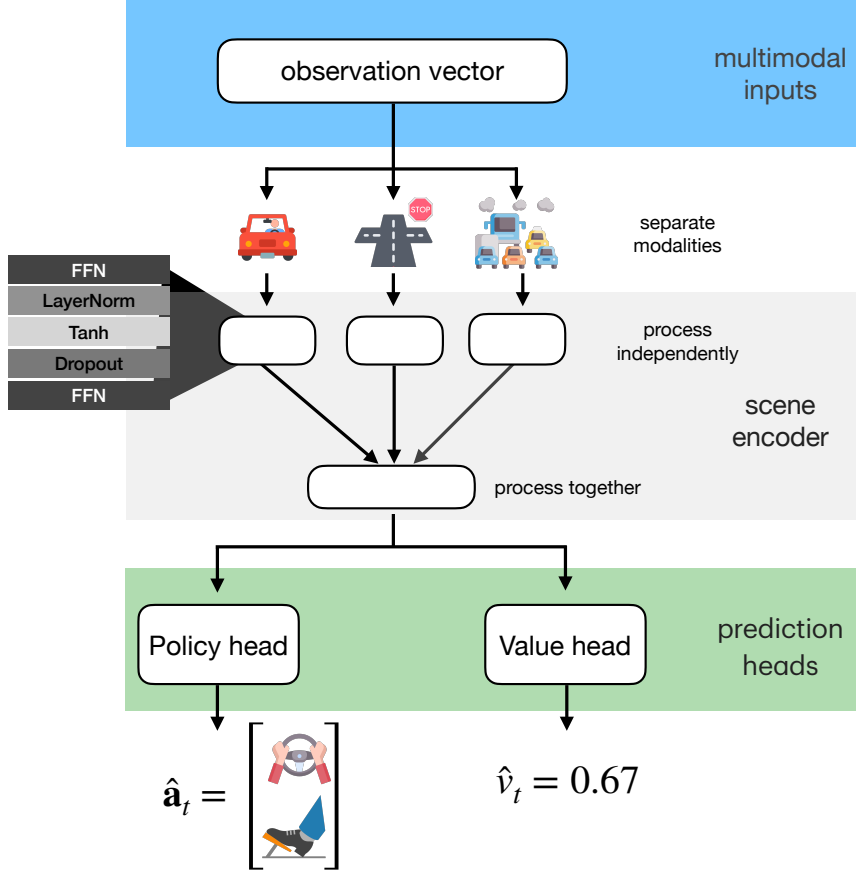 observation vector
multimodal
inputs
STOP
separate
modalities
FFN
LayerNorm
Tanh
Dropout
FFN
process
independently
scene
encoder
process together
Policy head
Value head
prediction
heads
â_t =
v̂_t = 0.67